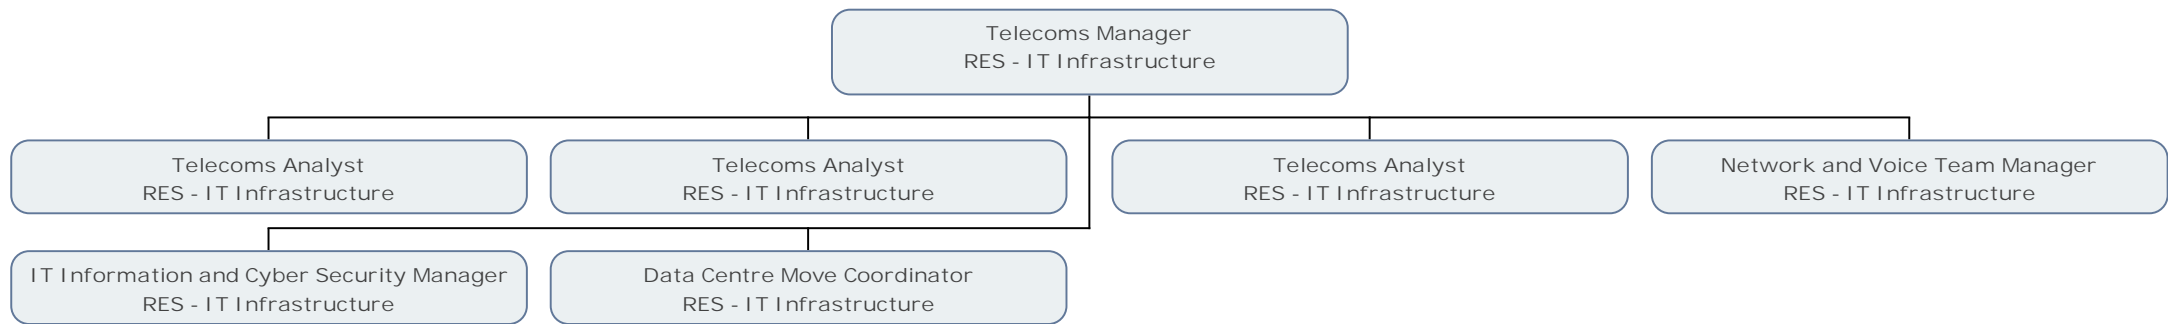 Telecoms Manager
RES - IT Infrastructure
Telecoms Analyst
RES - IT Infrastructure
Telecoms Analyst
RES - IT Infrastructure
Telecoms Analyst
RES - IT Infrastructure
Network and Voice Team Manager
RES - IT Infrastructure
IT Information and Cyber Security Manager
RES - IT Infrastructure
Data Centre Move Coordinator
RES - IT Infrastructure